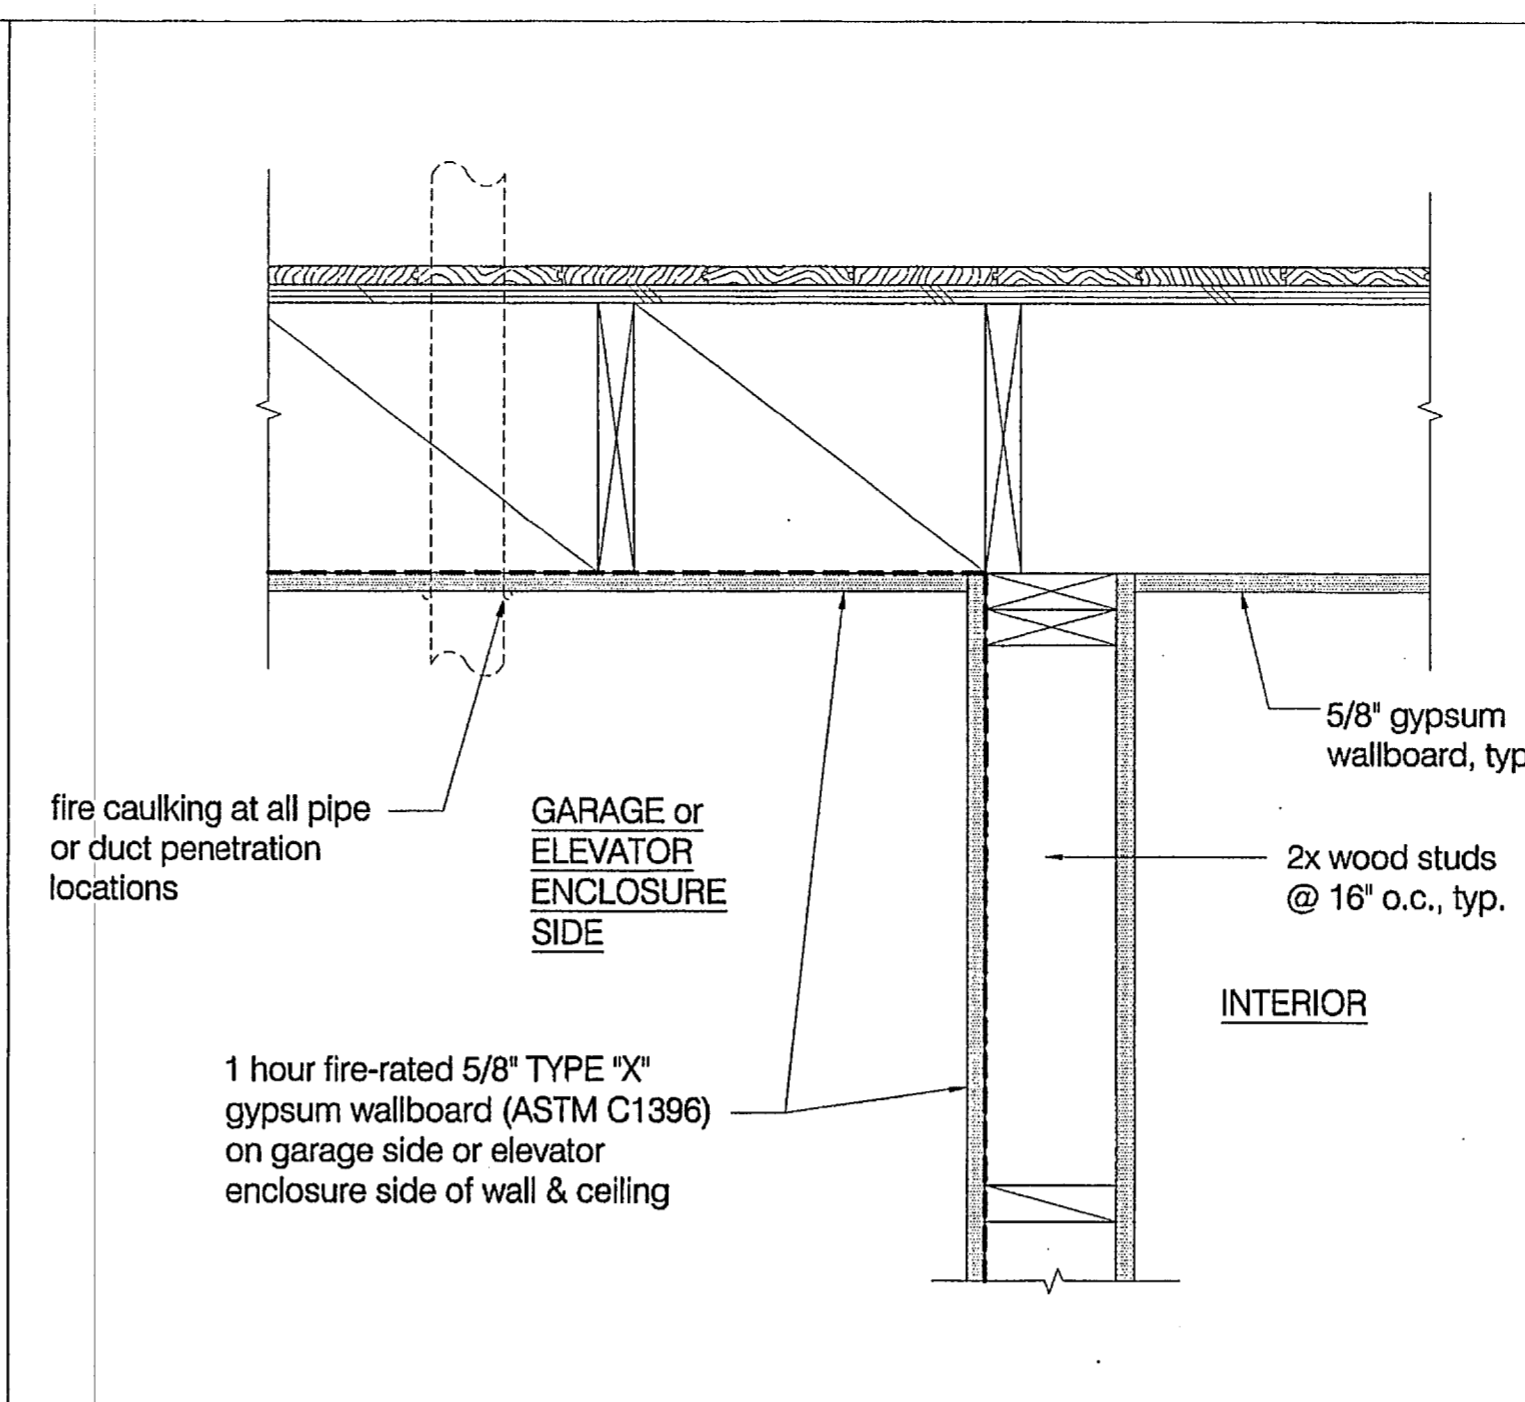 5/8" gypsum
wallboard, typ
fire caulking at all pipe
or duct penetration
locations
GARAGE or
ELEVATOR
ENCLOSURE
SIDE
2x wood studs
@ 16" o.c., typ.
INTERIOR
1 hour fire-rated 5/8" TYPE "X"
gypsum wallboard (ASTM C1396)
on garage side or elevator
enclosure side of wall & ceiling